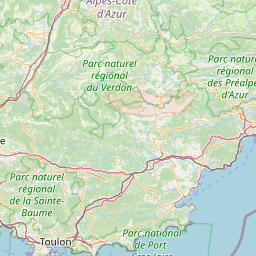 Alpes-Côte
d'Azur
Parc naturel
régional
du Verdon
Parc naturel
régional
des Préalpes
d'Azur
Parc naturel
régional
de la Sainte-
Baume
Toulon
Parc national
de Port-